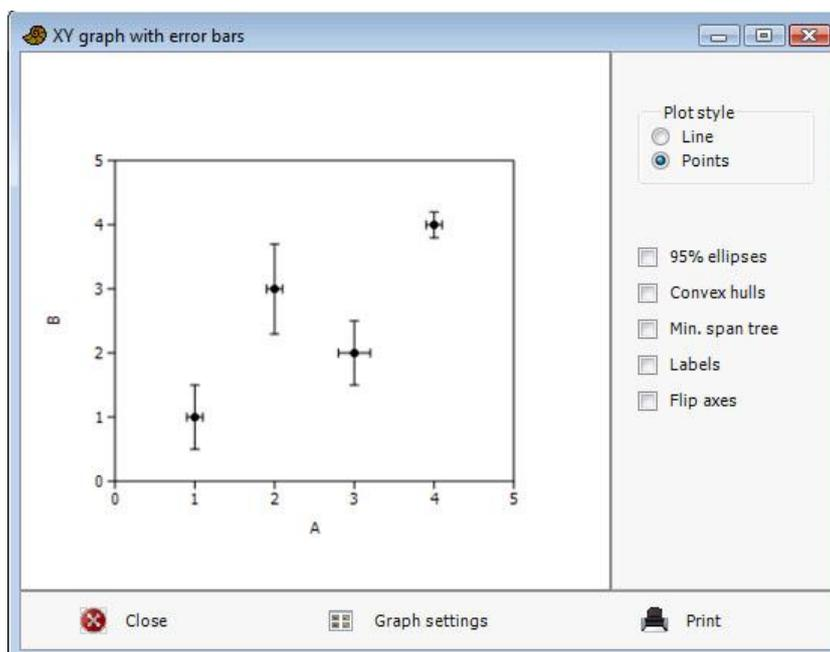 XY graph with error bars
Plot style
Line
Points
5
4
3
2
1
0
B
0 1 2 3 4 5
A
95% ellipses
Convex hulls
Min. span tree
Labels
Flip axes
Close Graph settings Print